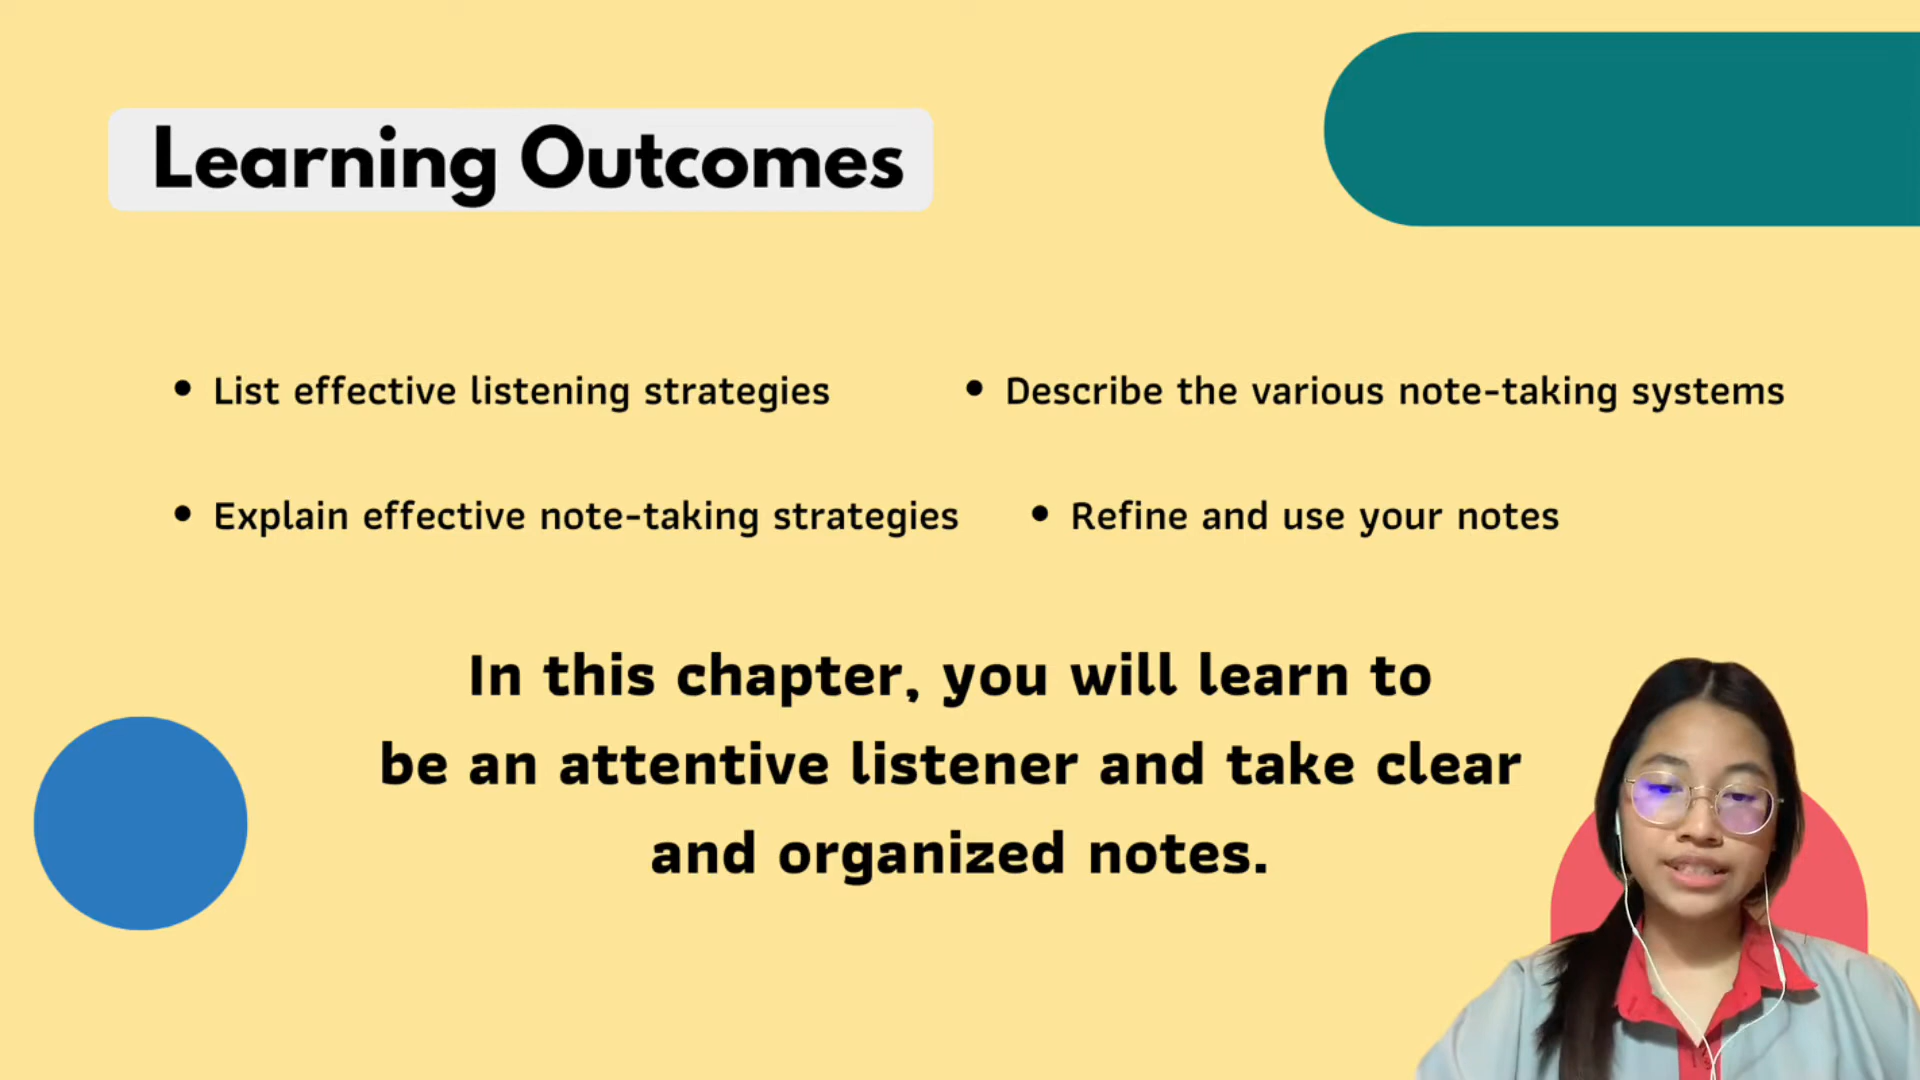 Learning Outcomes
• List effective listening strategies
• Describe the various note-taking systems
• Explain effective note-taking strategies
• Refine and use your notes
In this chapter, you will learn to
be an attentive listener and take clear
and organized notes.